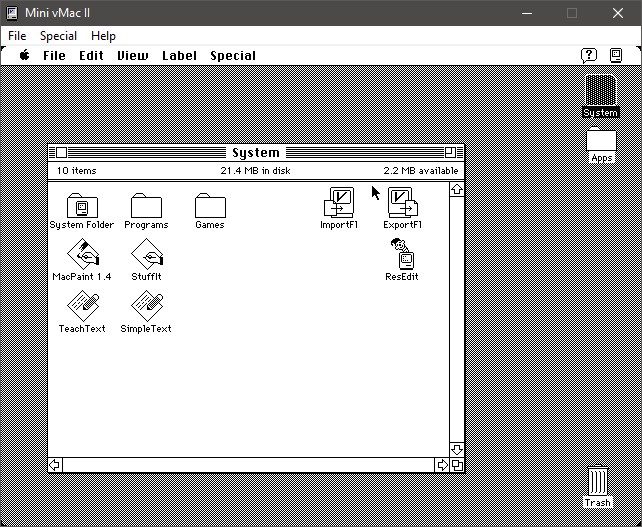 Mini vMac II
File Special Help
File Edit View Label Special
System
System
Apps
10 items 21.4 MB in disk 2.2 MB available
System Folder Programs Games ImportFl ExportFl
MacPaint 1.4 StuffIt ResEdit
TeachText SimpleText
Trash